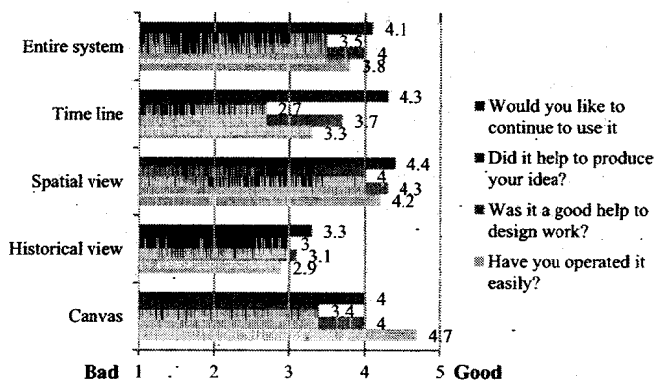 Entire system
4.1
3.5
4
3.8
Time line
4.3
2.7
3.7
3.3
Spatial view
4.4
4
4.3
4.2
Historical view
3.3
3
3.1
2.9
Canvas
4
3.4
4
4.7
Bad 1 2 3 4 5 Good
Would you like to
continue to use it
Did it help to produce
your idea?
Was it a good help to
design work?
Have you operated it
easily?